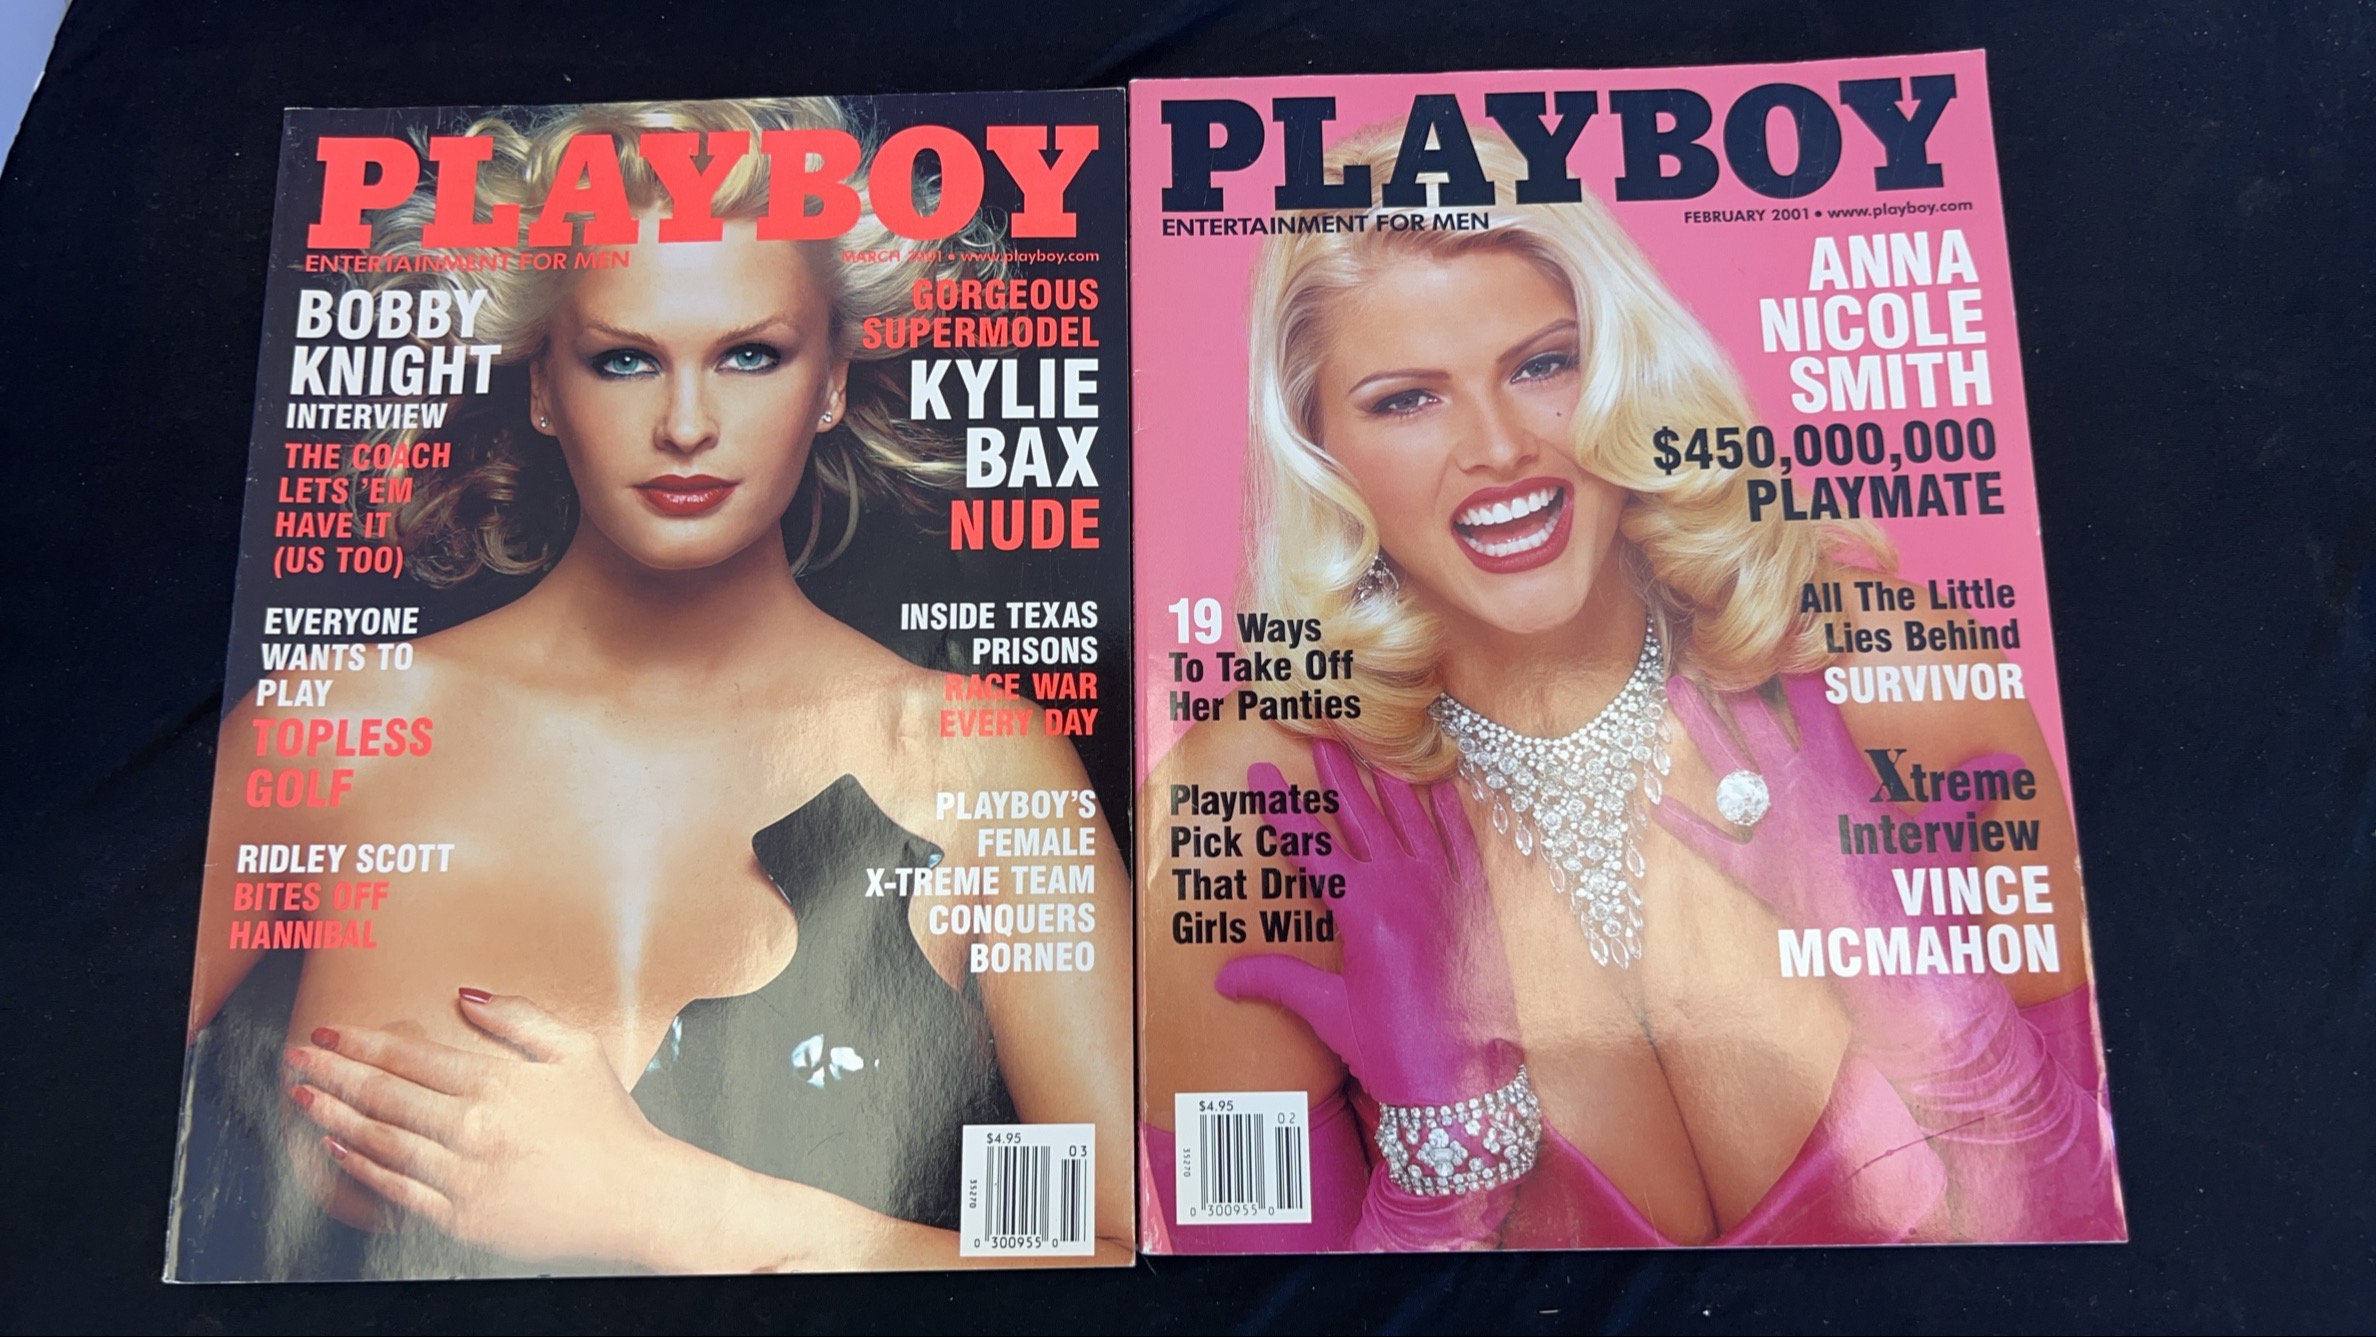 PLAYBOY
ENTERTAINMENT FOR MEN
MARCH 2001 • www.playboy.com
BOBBY
KNIGHT
INTERVIEW
THE COACH
LETS 'EM
HAVE IT
(US TOO)
EVERYONE
WANTS TO
PLAY
TOPLESS
GOLF
RIDLEY SCOTT
BITES OFF
HANNIBAL
GORGEOUS
SUPERMODEL
KYLIE
BAX
NUDE
INSIDE TEXAS
PRISONS
RACE WAR
EVERY DAY
PLAYBOY'S
FEMALE
X-TREME TEAM
CONQUERS
BORNEO
$4.95
03
35270
0 300955 0
PLAYBOY
ENTERTAINMENT FOR MEN
FEBRUARY 2001 • www.playboy.com
ANNA
NICOLE
SMITH
$450,000,000
PLAYMATE
19 Ways
To Take Off
Her Panties
Playmates
Pick Cars
That Drive
Girls Wild
All The Little
Lies Behind
SURVIVOR
Xtreme
Interview
VINCE
MCMAHON
$4.95
02
35270
0 300955 0